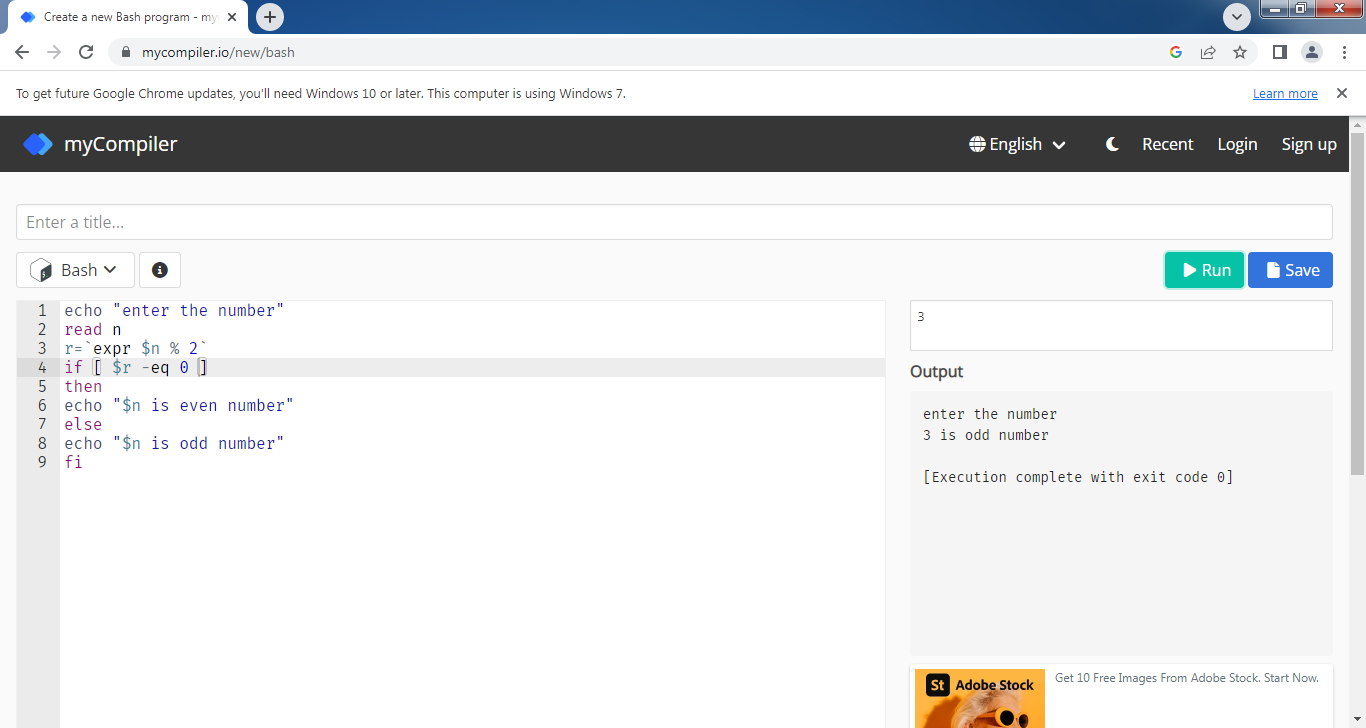 Create a new Bash program - my
mycompiler.io/new/bash
To get future Google Chrome updates, you'll need Windows 10 or later. This computer is using Windows 7.
Learn more
myCompiler
English
Recent
Login
Sign up
Enter a title...
Bash
Run
Save
1 echo "enter the number"
2 read n
3 r=`expr $n % 2`
4 if [ $r -eq 0 ]
5 then
6 echo "$n is even number"
7 else
8 echo "$n is odd number"
9 fi
3
Output
enter the number
3 is odd number
[Execution complete with exit code 0]
St Adobe Stock
Get 10 Free Images From Adobe Stock. Start Now.